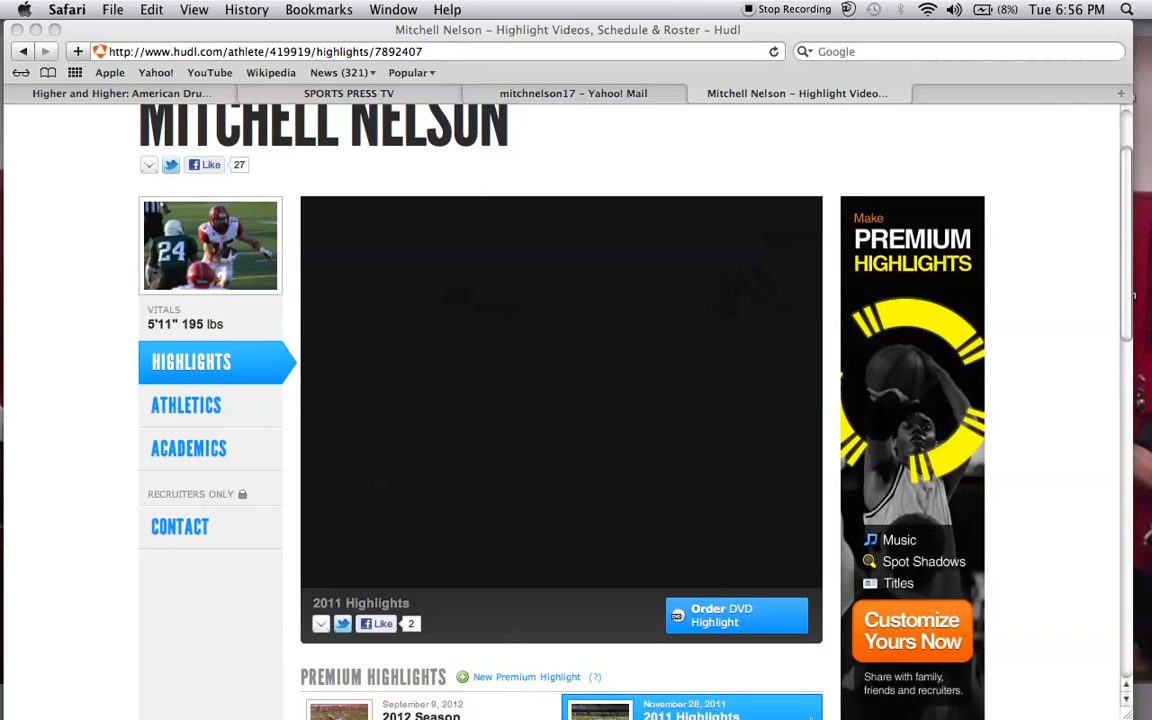 Safari File Edit View History Bookmarks Window Help Stop Recording (8%) Tue 6:56 PM
Mitchell Nelson – Highlight Videos, Schedule & Roster – Hudl
http://www.hudl.com/athlete/419919/highlights/7892407 Google
Apple Yahoo! YouTube Wikipedia News (321) Popular
Higher and Higher: American Dru... SPORTS PRESS TV mitchnelson17 – Yahoo! Mail Mitchell Nelson – Highlight Video...
MITCHELL NELSON
Like 27
24
VITALS
5'11" 195 lbs
HIGHLIGHTS
ATHLETICS
ACADEMICS
RECRUITERS ONLY
CONTACT
2011 Highlights
Like 2
Order DVD
Highlight
Make
PREMIUM
HIGHLIGHTS
Music
Spot Shadows
Titles
Customize
Yours Now
Share with family,
friends and recruiters.
PREMIUM HIGHLIGHTS New Premium Highlight (?)
September 9, 2012
2012 Season
November 28, 2011
2011 Highlights